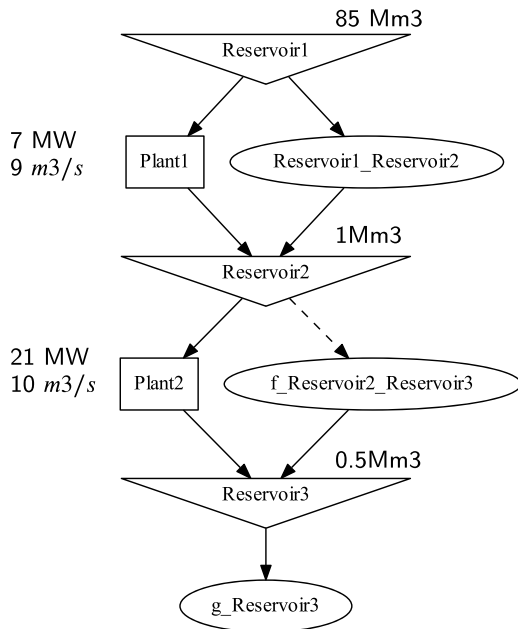 85 Mm3
Reservoir1
7 MW
9 m3/s
Plant1
Reservoir1_Reservoir2
1Mm3
Reservoir2
21 MW
10 m3/s
Plant2
f_Reservoir2_Reservoir3
0.5Mm3
Reservoir3
g_Reservoir3